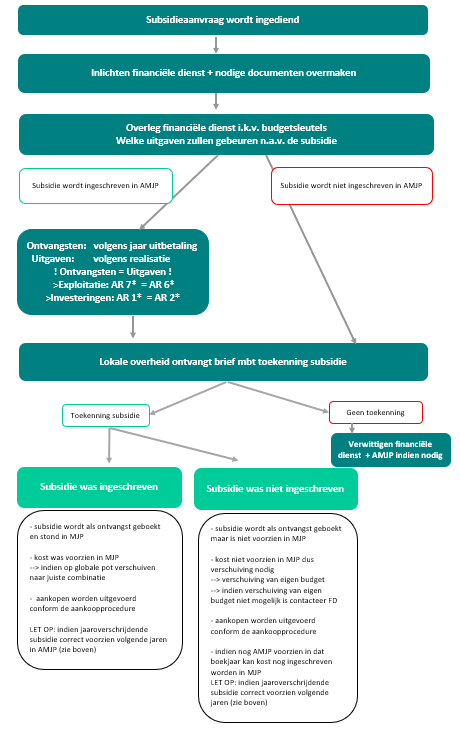 Subsidieaanvraag wordt ingediend
Inlichten financiële dienst + nodige documenten overmaken
Overleg financiële dienst i.k.v. budgetsleutels
Welke uitgaven zullen gebeuren n.a.v. de subsidie
Subsidie wordt ingeschreven in AMJP
Subsidie wordt niet ingeschreven in AMJP
Ontvangsten: volgens jaar uitbetaling
Uitgaven: volgens realisatie
! Ontvangsten = Uitgaven !
>Exploitatie: AR 7* = AR 6*
>Investeringen: AR 1* = AR 2*
Lokale overheid ontvangt brief mbt toekenning subsidie
Toekenning subsidie
Geen toekenning
Verwittigen financiële
dienst + AMJP indien nodig
Subsidie was ingeschreven
Subsidie was niet ingeschreven
- subsidie wordt als ontvangst geboekt
en stond in MJP
- kost was voorzien in MJP
--> indien op globale pot verschuiven
naar juiste combinatie
- aankopen worden uitgevoerd
conform de aankoopprocedure
LET OP: indien jaaroverschrijdende
subsidie correct voorzien volgende jaren
in AMJP (zie boven)
- subsidie wordt als ontvangst geboekt
maar is niet voorzien in MJP
- kost niet voorzien in MJP dus
verschuiving nodig
--> verschuiving van eigen budget
--> indien verschuiving van eigen
budget niet mogelijk is contacteer FD
- aankopen worden uitgevoerd
conform de aankoopprocedure
- indien nog AMJP voorzien in dat
boekjaar kan kost nog ingeschreven
worden in MJP
LET OP: indien jaaroverschrijdende
subsidie correct voorzien volgende
jaren (zie boven)